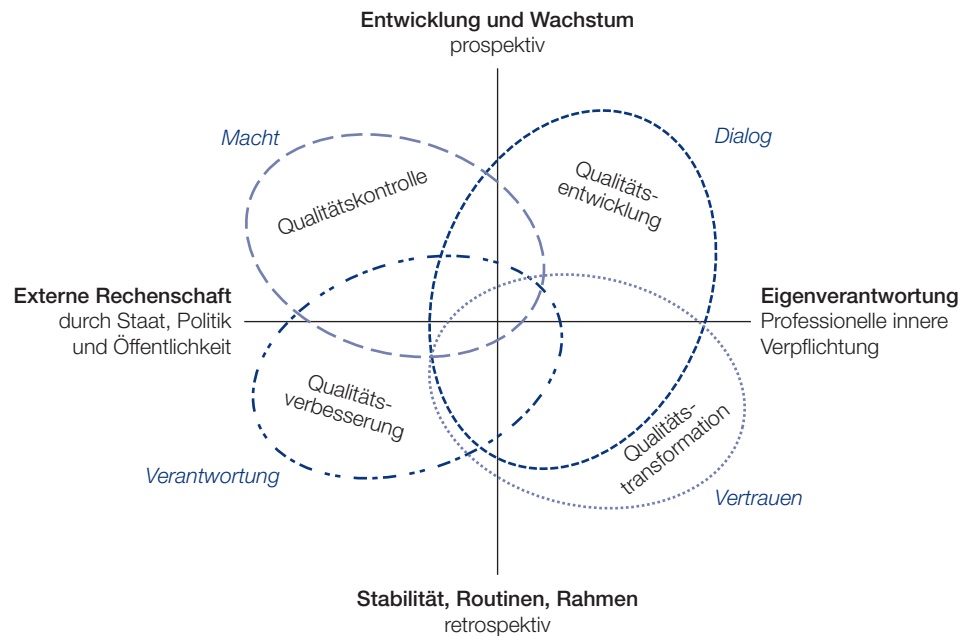 Entwicklung und Wachstum
prospektiv
Macht
Dialog
Qualitätskontrolle
Qualitäts-
entwicklung
Externe Rechenschaft
durch Staat, Politik
und Öffentlichkeit
Eigenverantwortung
Professionelle innere
Verpflichtung
Qualitäts-
verbesserung
Qualitäts-
transformation
Verantwortung
Vertrauen
Stabilität, Routinen, Rahmen
retrospektiv